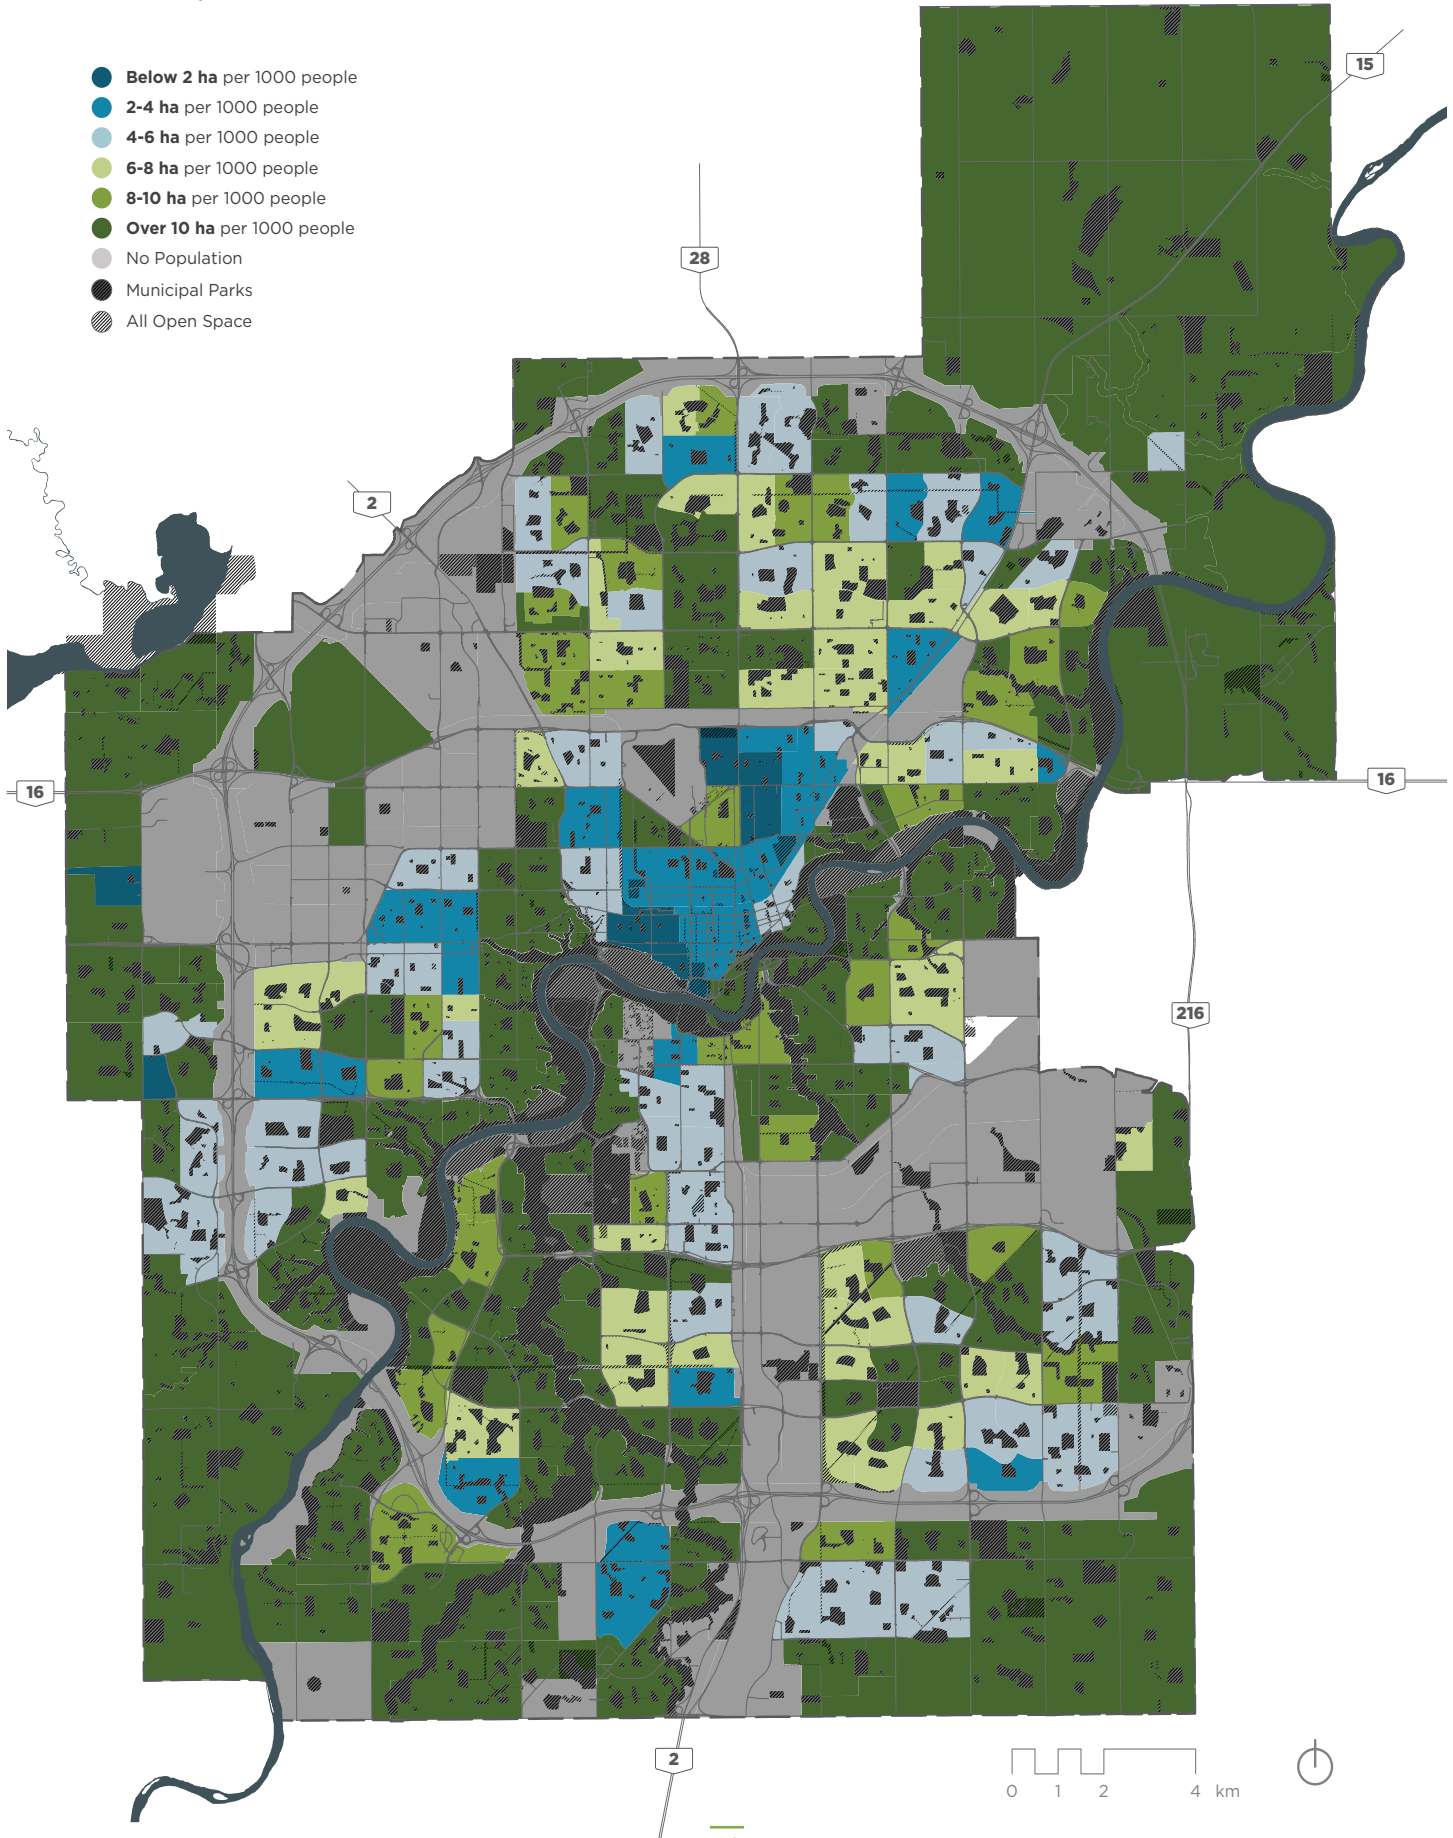 Below 2 ha per 1000 people
2-4 ha per 1000 people
4-6 ha per 1000 people
6-8 ha per 1000 people
8-10 ha per 1000 people
Over 10 ha per 1000 people
No Population
Municipal Parks
All Open Space
15
28
2
16
16
216
2
0 1 2 4 km